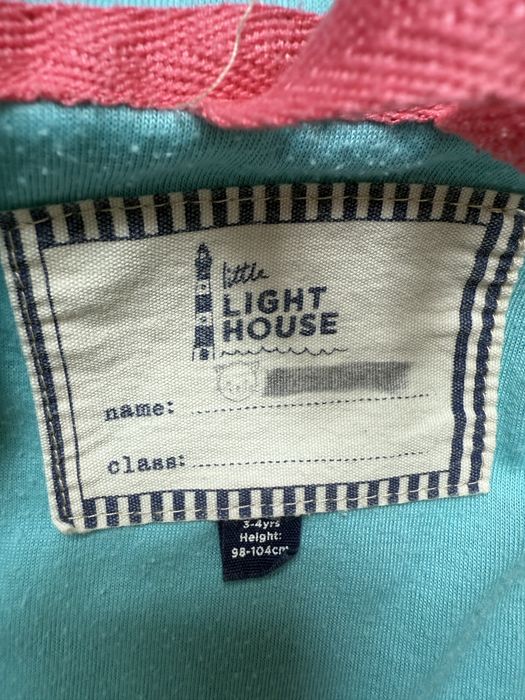 little
LIGHT
HOUSE
name:
class:
3-4yrs
Height:
98-104cm